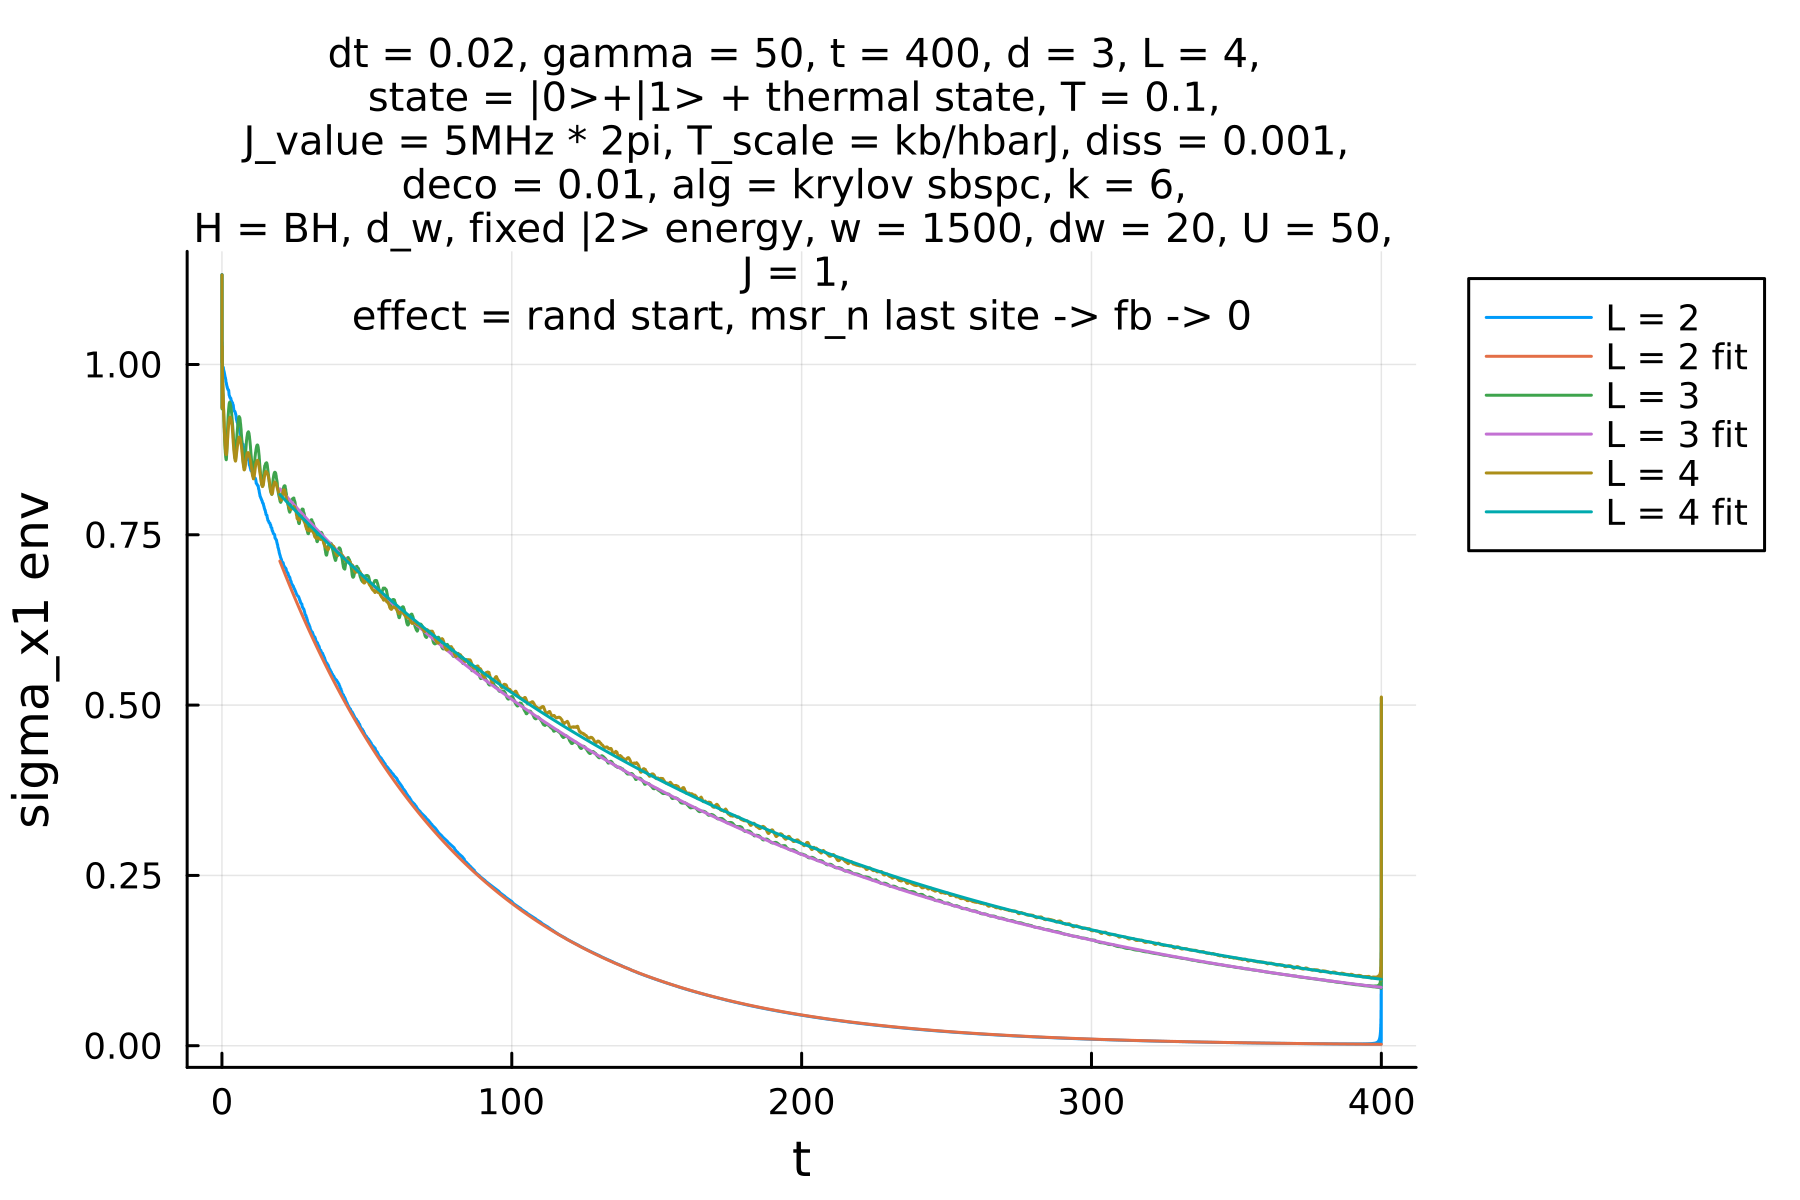 dt = 0.02, gamma = 50, t = 400, d = 3, L = 4,
state = |0>+|1> + thermal state, T = 0.1,
J_value = 5MHz * 2pi, T_scale = kb/hbarJ, diss = 0.001,
deco = 0.01, alg = krylov sbspc, k = 6,
H = BH, d_w, fixed |2> energy, w = 1500, dw = 20, U = 50,
J = 1,
effect = rand start, msr_n last site -> fb -> 0
sigma_x1 env
1.00
0.75
0.50
0.25
0.00
0
100
200
300
400
t
L = 2
L = 2 fit
L = 3
L = 3 fit
L = 4
L = 4 fit